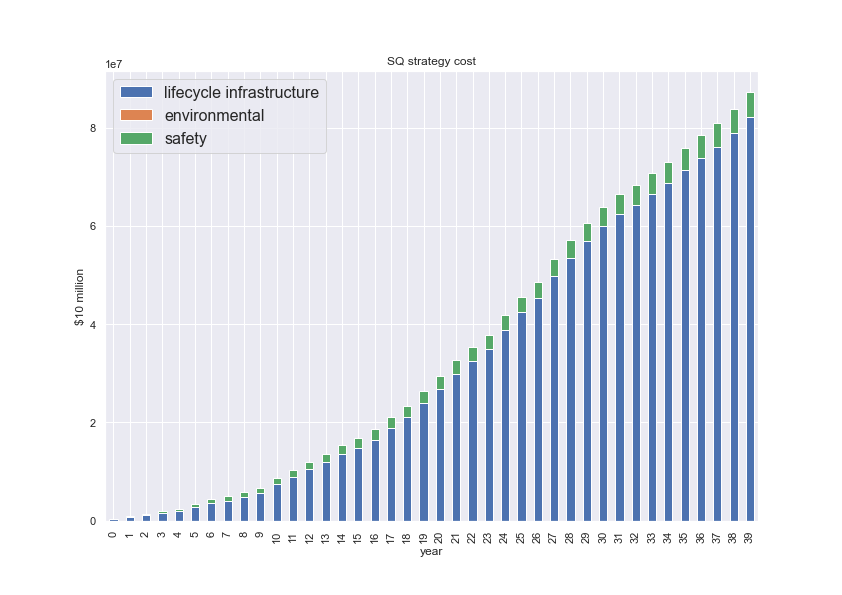 SQ strategy cost
1e7
lifecycle infrastructure
environmental
safety
8
6
4
2
0
$10 million
0 1 2 3 4 5 6 7 8 9 10 11 12 13 14 15 16 17 18 19 20 21 22 23 24 25 26 27 28 29 30 31 32 33 34 35 36 37 38 39
year